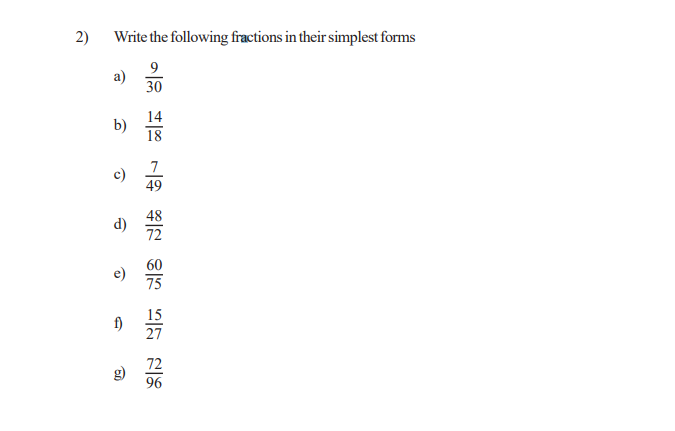 2) Write the following fractions in their simplest forms
a) 9/30
b) 14/18
c) 7/49
d) 48/72
e) 60/75
f) 15/27
g) 72/96